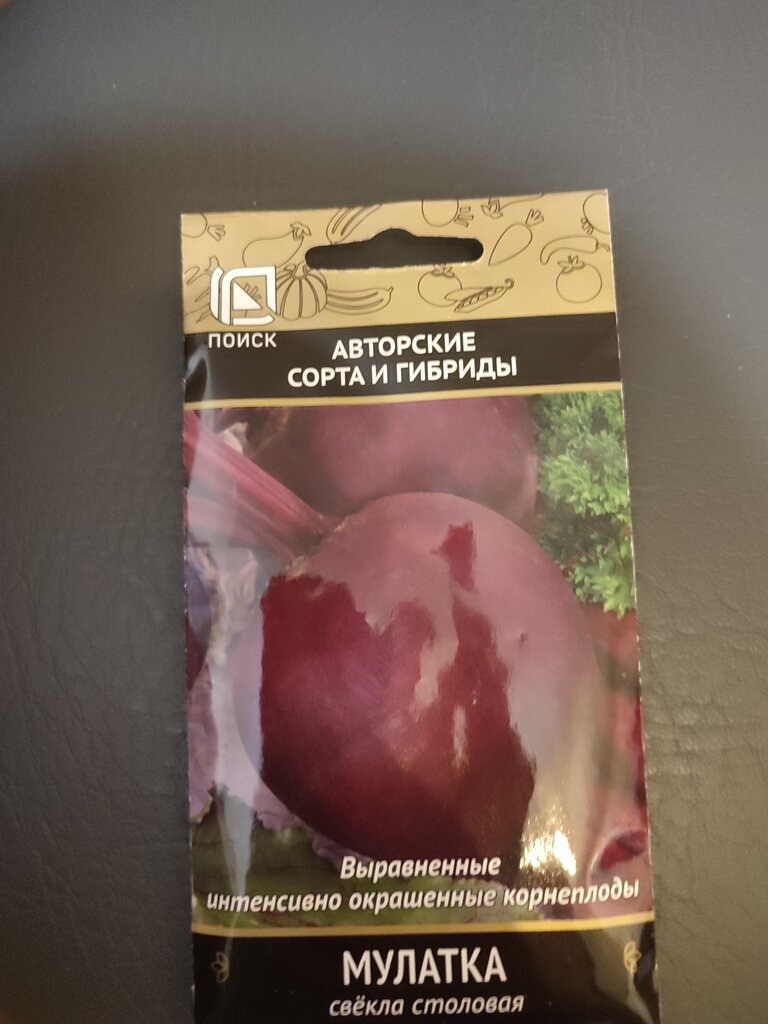 ПОИСК
АВТОРСКИЕ
СОРТА И ГИБРИДЫ
Выравненные
интенсивно окрашенные корнеплоды
МУЛАТКА
свёкла столовая